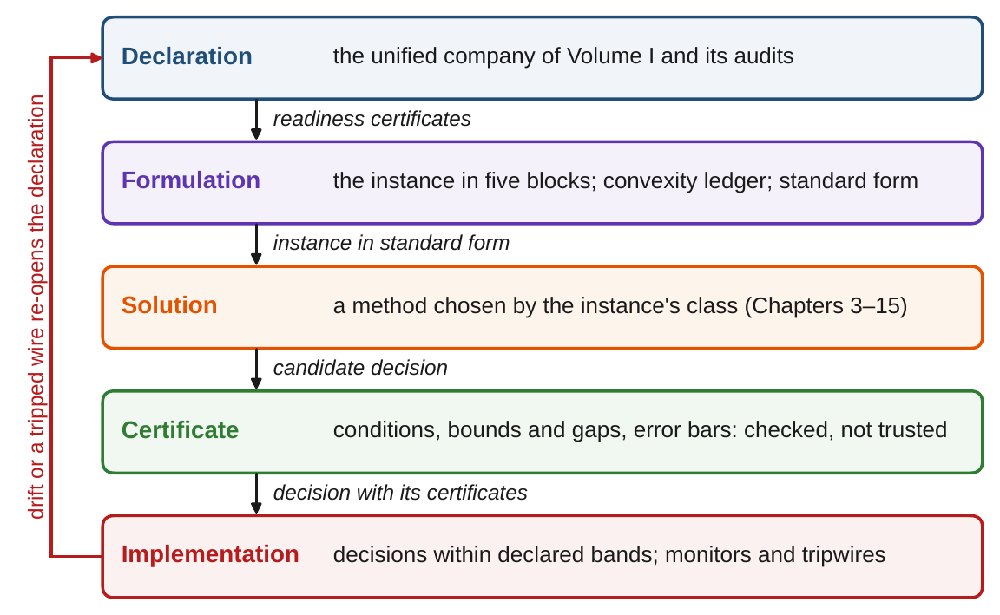 Declaration the unified company of Volume I and its audits
readiness certificates
Formulation the instance in five blocks; convexity ledger; standard form
instance in standard form
Solution a method chosen by the instance's class (Chapters 3–15)
candidate decision
Certificate conditions, bounds and gaps, error bars: checked, not trusted
decision with its certificates
Implementation decisions within declared bands; monitors and tripwires
drift or a tripped wire re-opens the declaration